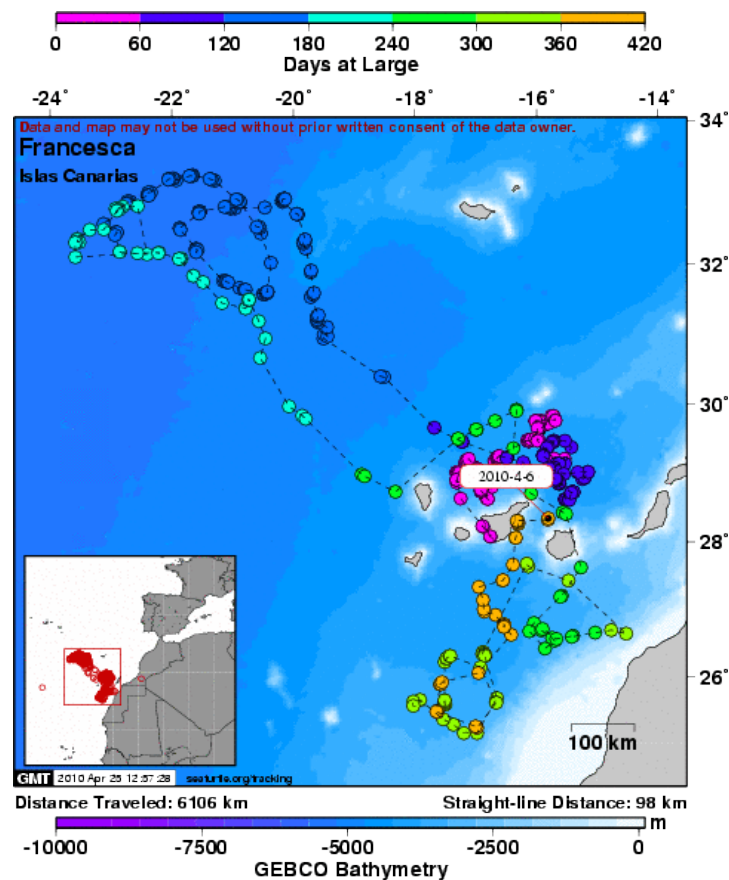 0 60 120 180 240 300 360 420
Days at Large
-24 -22 -20 -18 -16 -14
Data and map may not be used without prior written consent of the data owner.
34
Francesca
Islas Canarias
32
30
2010-4-6
28
26
100 km
GMT 2010 Apr 25 12:57:28 seaturtle.org/tracking
Distance Traveled: 6106 km Straight-line Distance: 98 km
m
-10000 -7500 -5000 -2500 0
GEBCO Bathymetry